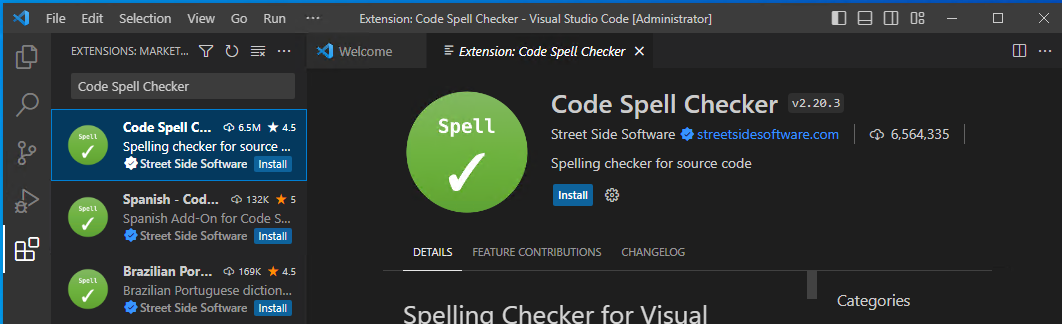 File Edit Selection View Go Run ··· Extension: Code Spell Checker - Visual Studio Code [Administrator]
EXTENSIONS: MARKET... ···
Code Spell Checker
Code Spell C... 6.5M ★ 4.5
Spell
Spelling checker for source ...
Street Side Software Install
Spanish - Cod... 132K ★ 5
Spell
Spanish Add-On for Code S...
Street Side Software Install
Brazilian Por... 169K ★ 4.5
Spell
Brazilian Portuguese diction...
Street Side Software Install
Welcome Extension: Code Spell Checker ···
Spell
Code Spell Checker v2.20.3
Street Side Software streetsidesoftware.com 6,564,335
Spelling checker for source code
Install
DETAILS FEATURE CONTRIBUTIONS CHANGELOG
Spelling Checker for Visual
Categories